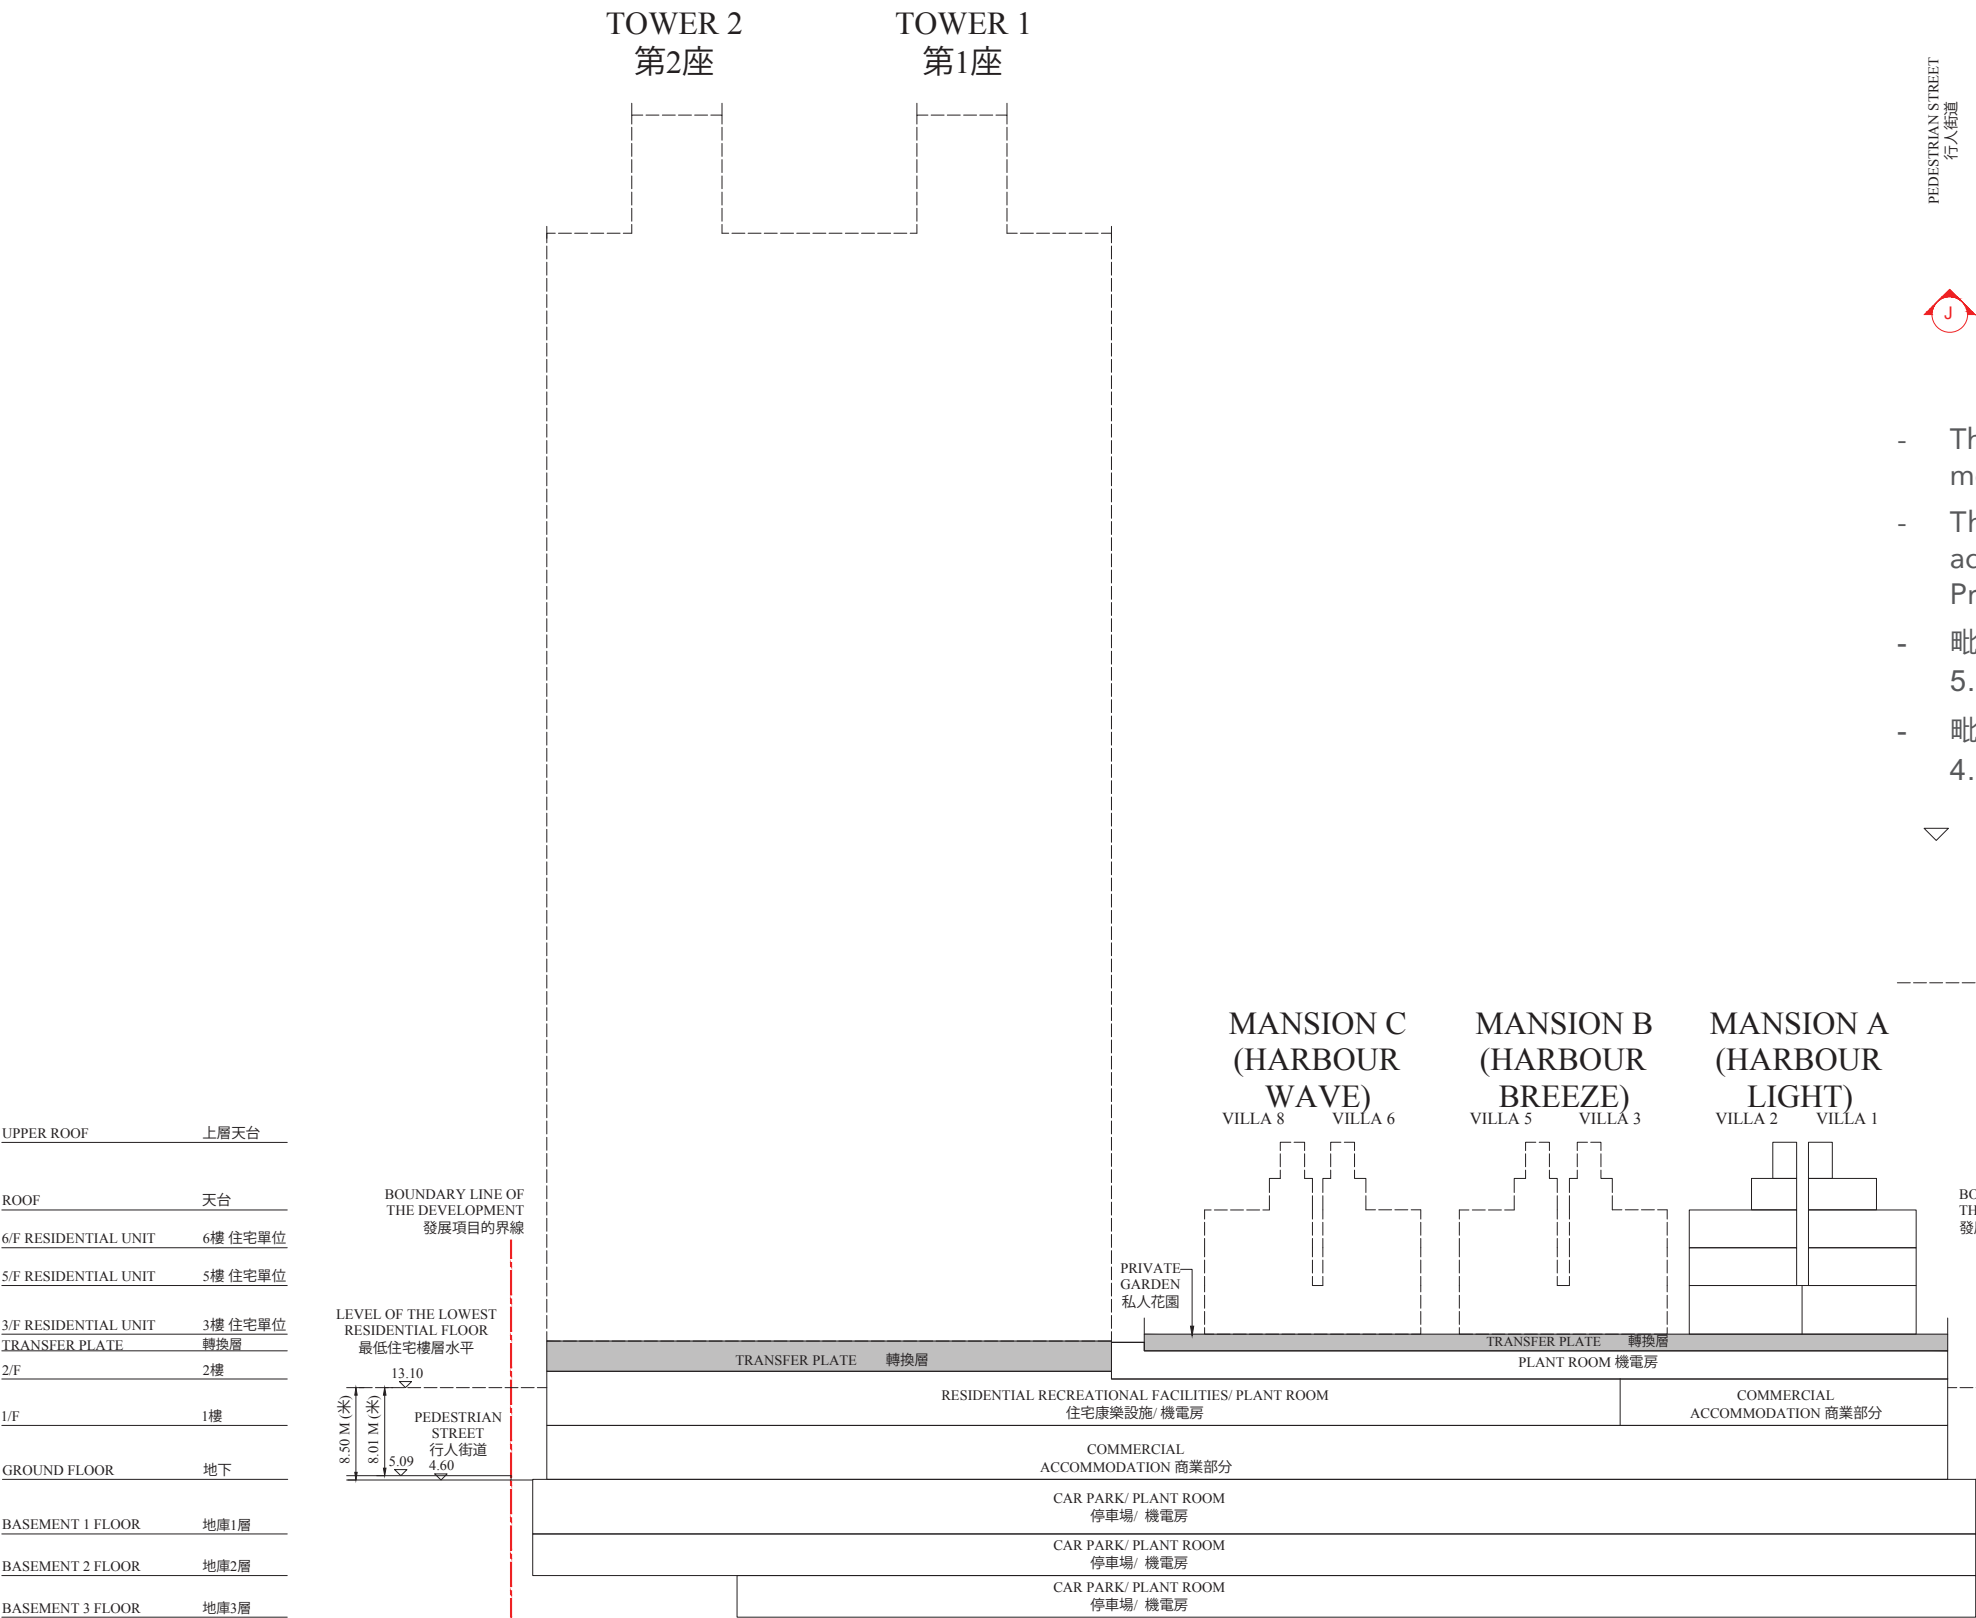 TOWER 2
第2座
TOWER 1
第1座
PEDESTRIAN STREET
行人街道
J
-
-
-
毗
5.
-
毗
4.
MANSION C
(HARBOUR
WAVE)
MANSION B
(HARBOUR
BREEZE)
MANSION A
(HARBOUR
LIGHT)
VILLA 8 VILLA 6
VILLA 5 VILLA 3
VILLA 2 VILLA 1
UPPER ROOF 上層天台
ROOF 天台
6/F RESIDENTIAL UNIT 6樓 住宅單位
5/F RESIDENTIAL UNIT 5樓 住宅單位
3/F RESIDENTIAL UNIT 3樓 住宅單位
TRANSFER PLATE 轉換層
2/F 2樓
1/F 1樓
GROUND FLOOR 地下
BASEMENT 1 FLOOR 地庫1層
BASEMENT 2 FLOOR 地庫2層
BASEMENT 3 FLOOR 地庫3層
BOUNDARY LINE OF
THE DEVELOPMENT
發展項目的界線
LEVEL OF THE LOWEST
RESIDENTIAL FLOOR
最低住宅樓層水平
13.10
8.50 M (米)
8.01 M (米)
PEDESTRIAN
STREET
行人街道
5.09
4.60
PRIVATE
GARDEN
私人花園
TRANSFER PLATE 轉換層
TRANSFER PLATE 轉換層
PLANT ROOM 機電房
RESIDENTIAL RECREATIONAL FACILITIES/ PLANT ROOM
住宅康樂設施/ 機電房
COMMERCIAL
ACCOMMODATION 商業部分
COMMERCIAL
ACCOMMODATION 商業部分
CAR PARK/ PLANT ROOM
停車場/ 機電房
CAR PARK/ PLANT ROOM
停車場/ 機電房
CAR PARK/ PLANT ROOM
停車場/ 機電房